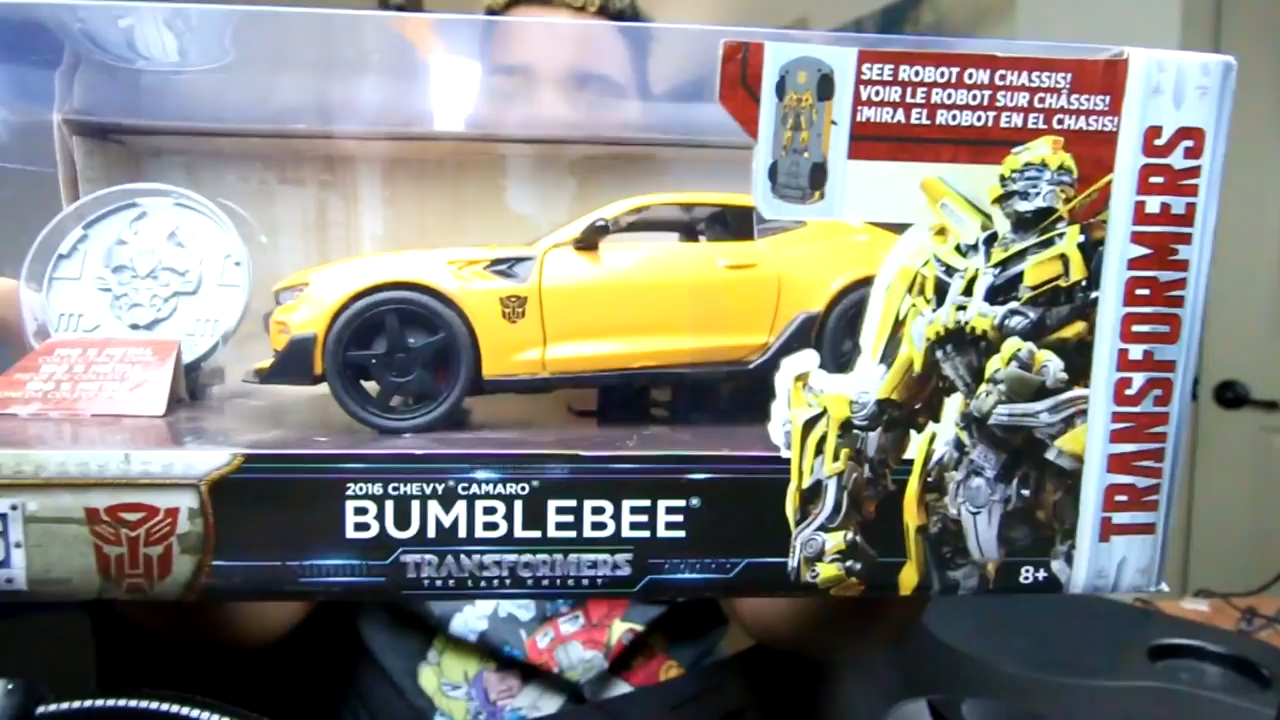 SEE ROBOT ON CHASSIS!
VOIR LE ROBOT SUR CHÂSSIS!
¡MIRA EL ROBOT EN EL CHASIS!
TRANSFORMERS
2016 CHEVY® CAMARO®
BUMBLEBEE®
TRANSFORMERS
THE LAST KNIGHT
8+